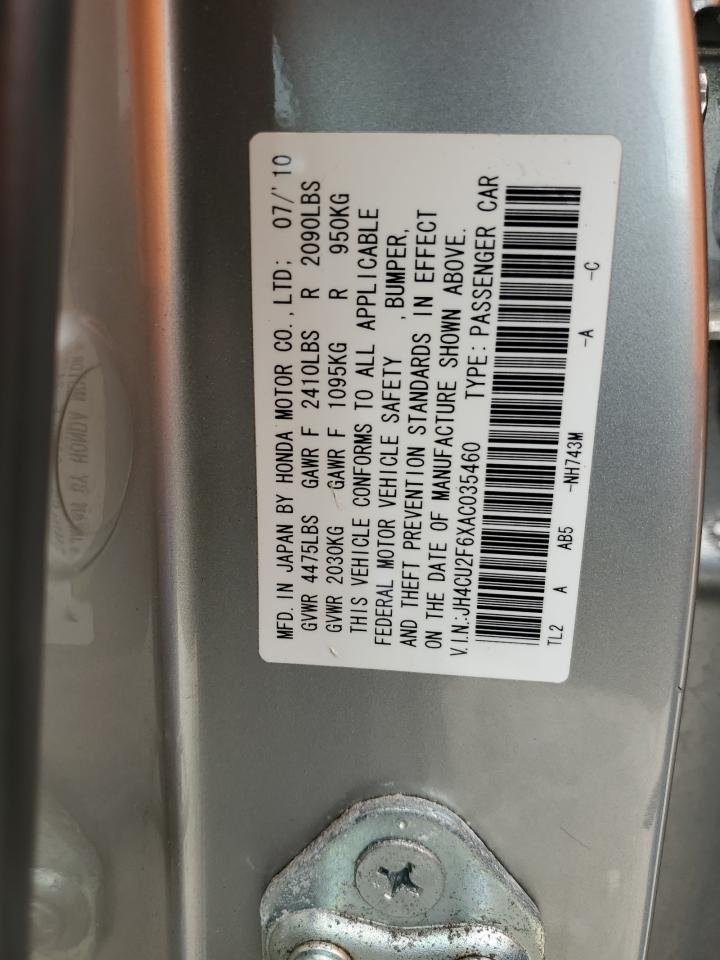 MFD. IN JAPAN BY HONDA MOTOR CO., LTD; 07/'10
GVWR 4475LBS GAWR F 2410LBS R 2090LBS
GVWR 2030KG GAWR F 1095KG R 950KG
THIS VEHICLE CONFORMS TO ALL APPLICABLE
FEDERAL MOTOR VEHICLE SAFETY , BUMPER,
AND THEFT PREVENTION STANDARDS IN EFFECT
ON THE DATE OF MANUFACTURE SHOWN ABOVE.
V.I.N.:JH4CU2F6XAC035460 TYPE: PASSENGER CAR
TL2 A AB5 -NH743M -A -C